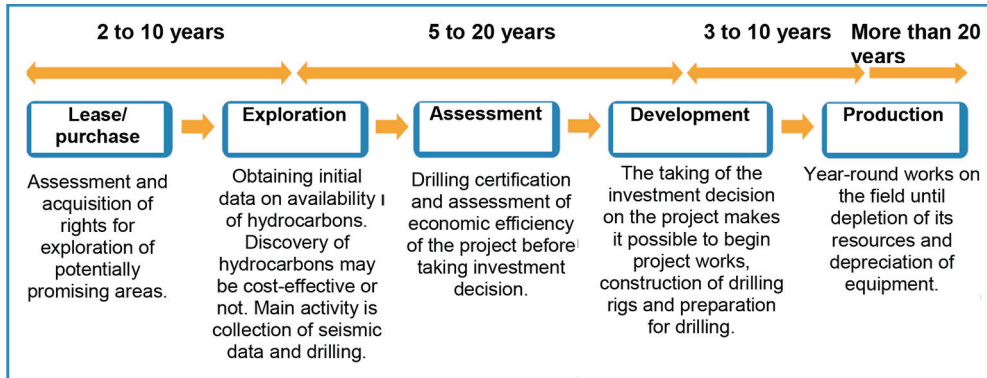 2 to 10 years
5 to 20 years
3 to 10 years
More than 20
years
Lease/
purchase
Exploration
Assessment
Development
Production
Assessment and
acquisition of
rights for
exploration of
potentially
promising areas.
Obtaining initial
data on availability
of hydrocarbons.
Discovery of
hydrocarbons may
be cost-effective or
not. Main activity is
collection of seismic
data and drilling.
Drilling certification
and assessment of
economic efficiency
of the project before
taking investment
decision.
The taking of the
investment decision
on the project makes
it possible to begin
project works,
construction of drilling
rigs and preparation
for drilling.
Year-round works on
the field until
depletion of its
resources and
depreciation of
equipment.